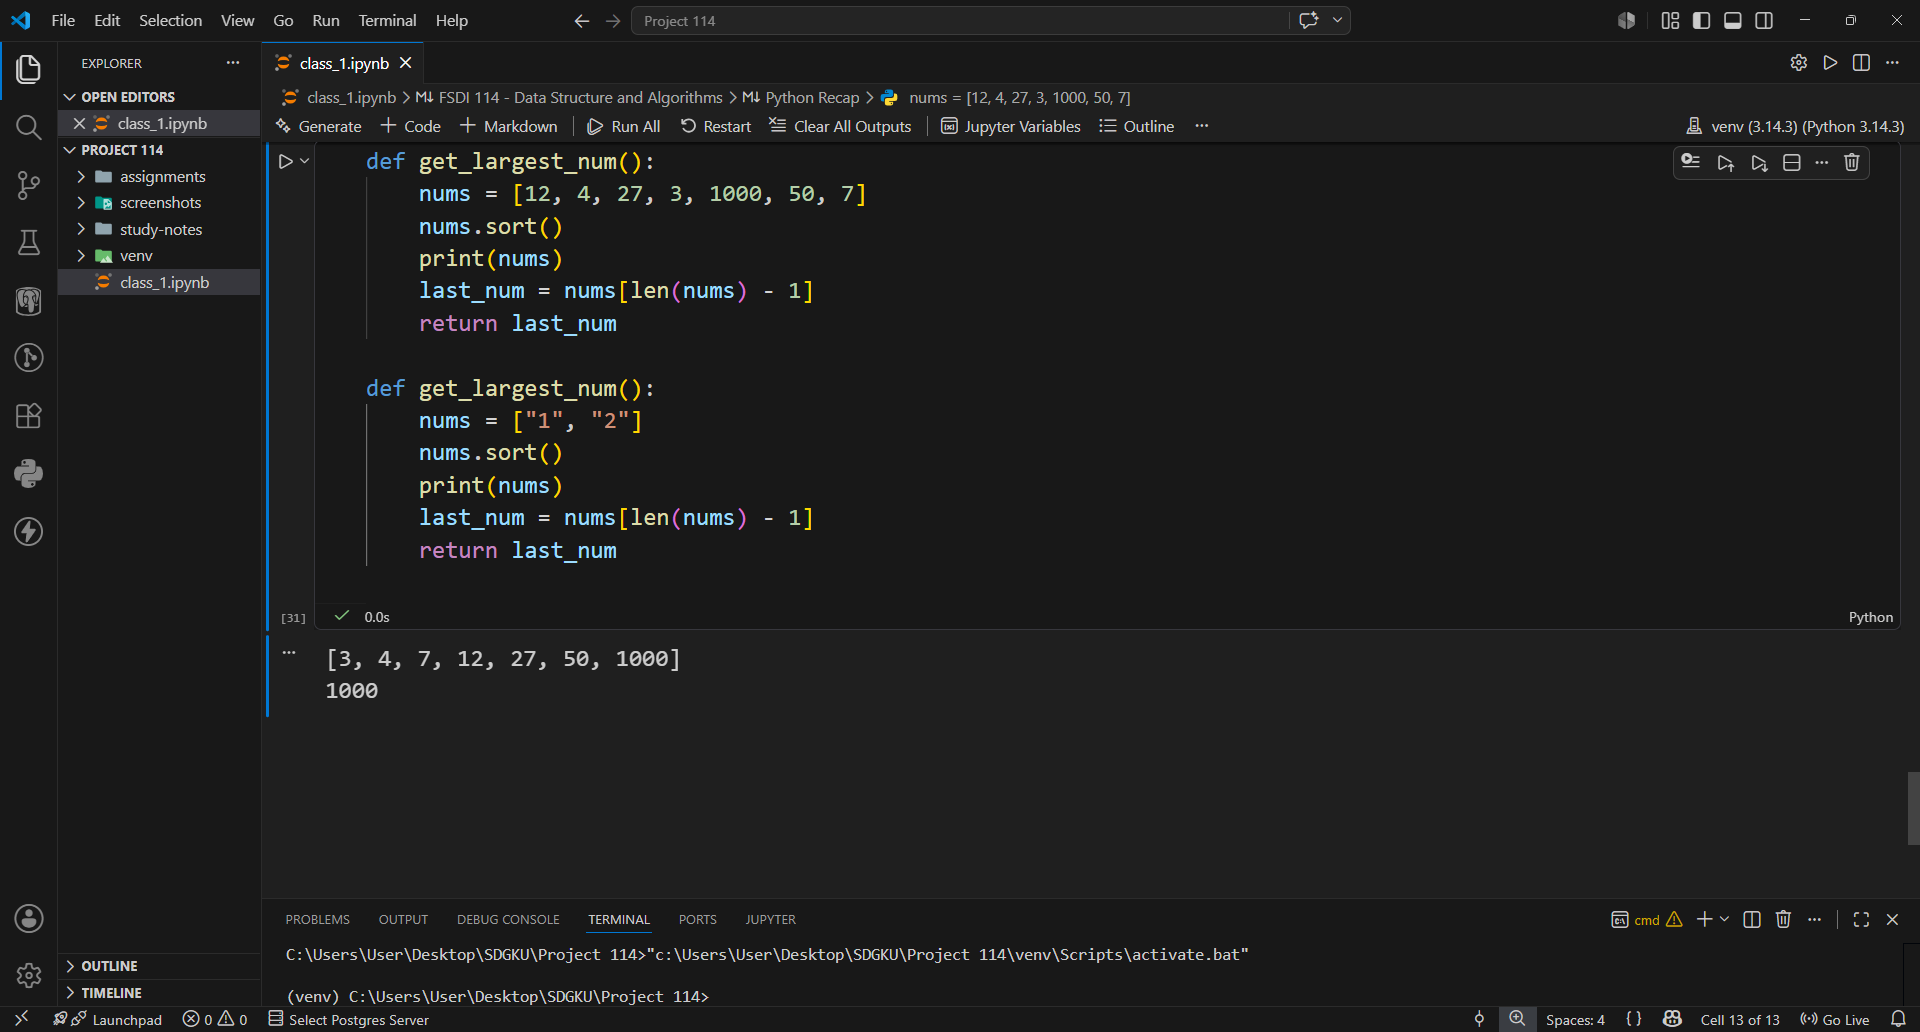 File Edit Selection View Go Run Terminal Help
Project 114
EXPLORER
OPEN EDITORS
class_1.ipynb
PROJECT 114
assignments
screenshots
study-notes
venv
class_1.ipynb
OUTLINE
TIMELINE
class_1.ipynb
class_1.ipynb > M↓ FSDI 114 - Data Structure and Algorithms > M↓ Python Recap > nums = [12, 4, 27, 3, 1000, 50, 7]
Generate + Code + Markdown | Run All Restart Clear All Outputs | Jupyter Variables Outline ··· venv (3.14.3) (Python 3.14.3)
def get_largest_num():
    nums = [12, 4, 27, 3, 1000, 50, 7]
    nums.sort()
    print(nums)
    last_num = nums[len(nums) - 1]
    return last_num
def get_largest_num():
    nums = ["1", "2"]
    nums.sort()
    print(nums)
    last_num = nums[len(nums) - 1]
    return last_num
[31] 0.0s Python
[3, 4, 7, 12, 27, 50, 1000]
1000
PROBLEMS OUTPUT DEBUG CONSOLE TERMINAL PORTS JUPYTER cmd
C:\Users\User\Desktop\SDGKU\Project 114>"c:\Users\User\Desktop\SDGKU\Project 114\venv\Scripts\activate.bat"
(venv) C:\Users\User\Desktop\SDGKU\Project 114>
Launchpad 0 0 Select Postgres Server Spaces: 4 {} Cell 13 of 13 Go Live